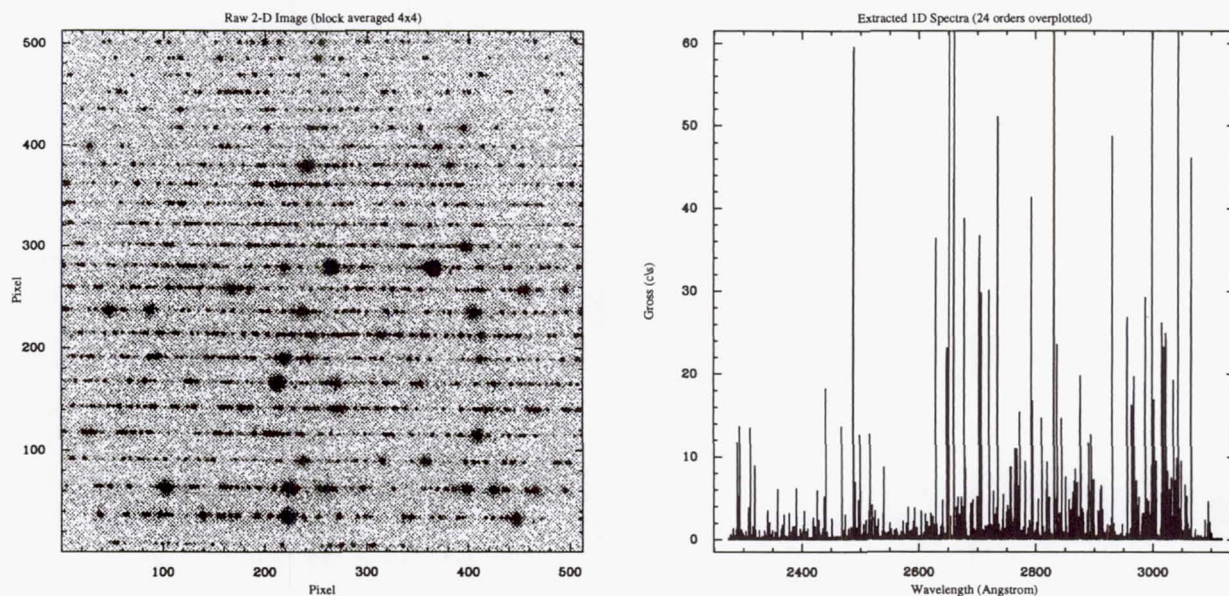 Raw 2-D Image (block averaged 4x4)
500
400
300
200
100
Pixel
100 200 300 400 500
Pixel
Extracted 1D Spectra (24 orders overplotted)
60
50
40
30
20
10
0
Gross (c\s)
2400 2600 2800 3000
Wavelength (Angstrom)